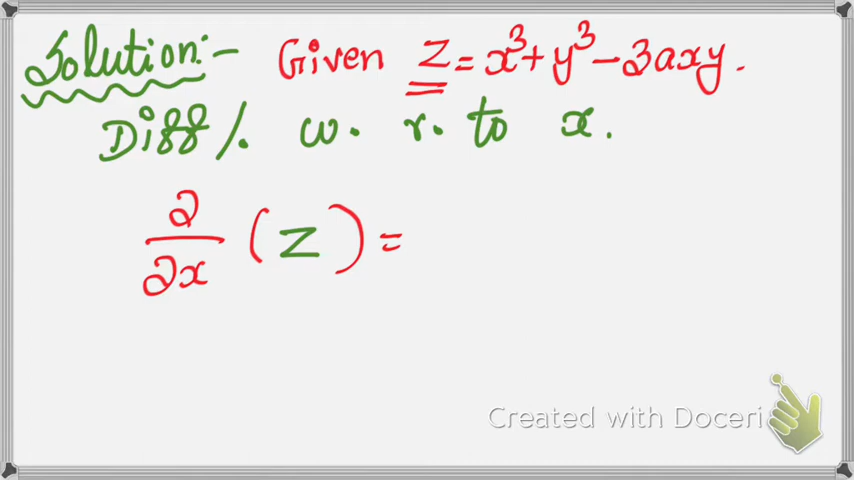 Solution:- Given z = x³ + y³ - 3axy.
Diff/. w. r. to x.
∂/∂x (z) =
Created with Doceri